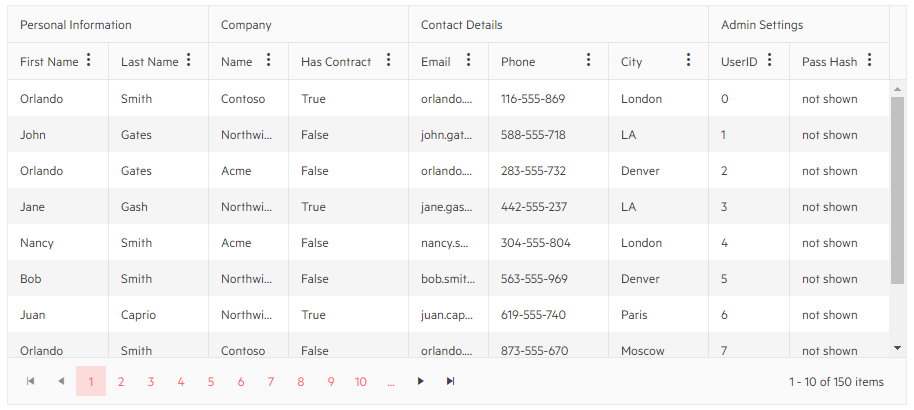 Personal Information Company Contact Details Admin Settings
First Name Last Name Name Has Contract Email Phone City UserID Pass Hash
Orlando Smith Contoso True orlando.... 116-555-869 London 0 not shown
John Gates Northwi... False john.gat... 588-555-718 LA 1 not shown
Orlando Gates Acme False orlando.... 283-555-732 Denver 2 not shown
Jane Gash Northwi... True jane.gas... 442-555-237 LA 3 not shown
Nancy Smith Acme False nancy.s... 304-555-804 London 4 not shown
Bob Smith Northwi... False bob.smit... 563-555-969 Denver 5 not shown
Juan Caprio Northwi... True juan.cap... 619-555-740 Paris 6 not shown
Orlando Smith Contoso False orlando.... 873-555-670 Moscow 7 not shown
1 2 3 4 5 6 7 8 9 10 ... 1 - 10 of 150 items